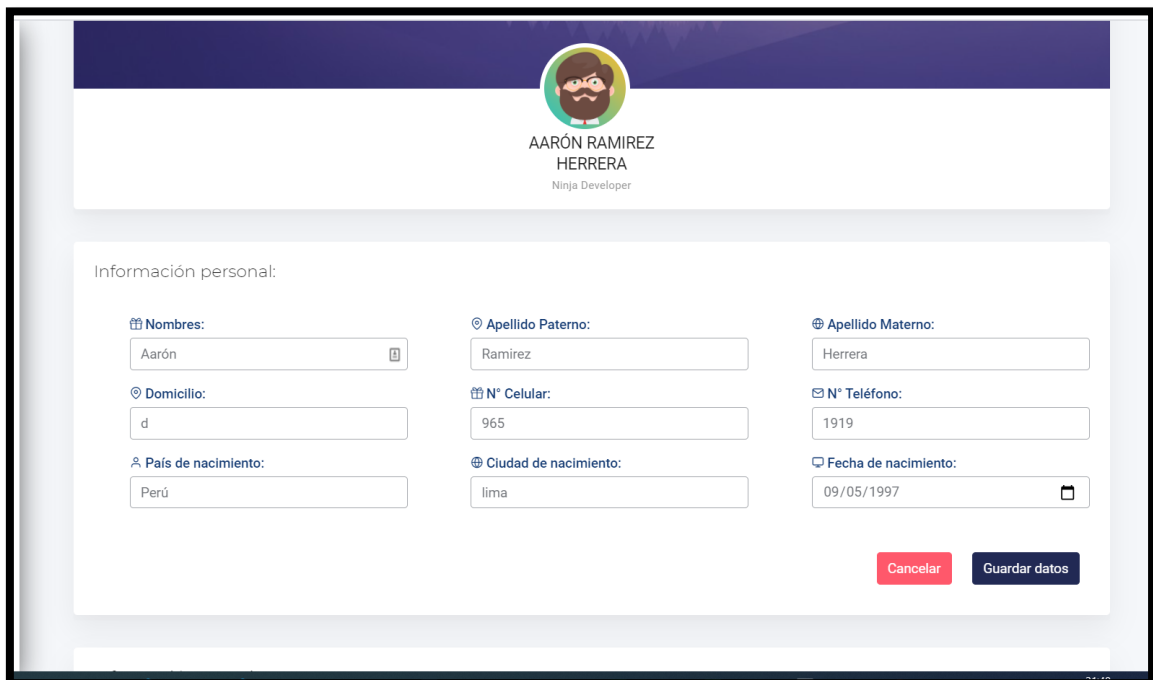 AARÓN RAMIREZ
HERRERA
Ninja Developer
Información personal:
Nombres: Apellido Paterno: Apellido Materno:
Aarón Ramirez Herrera
Domicilio: N° Celular: N° Teléfono:
d 965 1919
País de nacimiento: Ciudad de nacimiento: Fecha de nacimiento:
Perú lima 09/05/1997
Cancelar Guardar datos